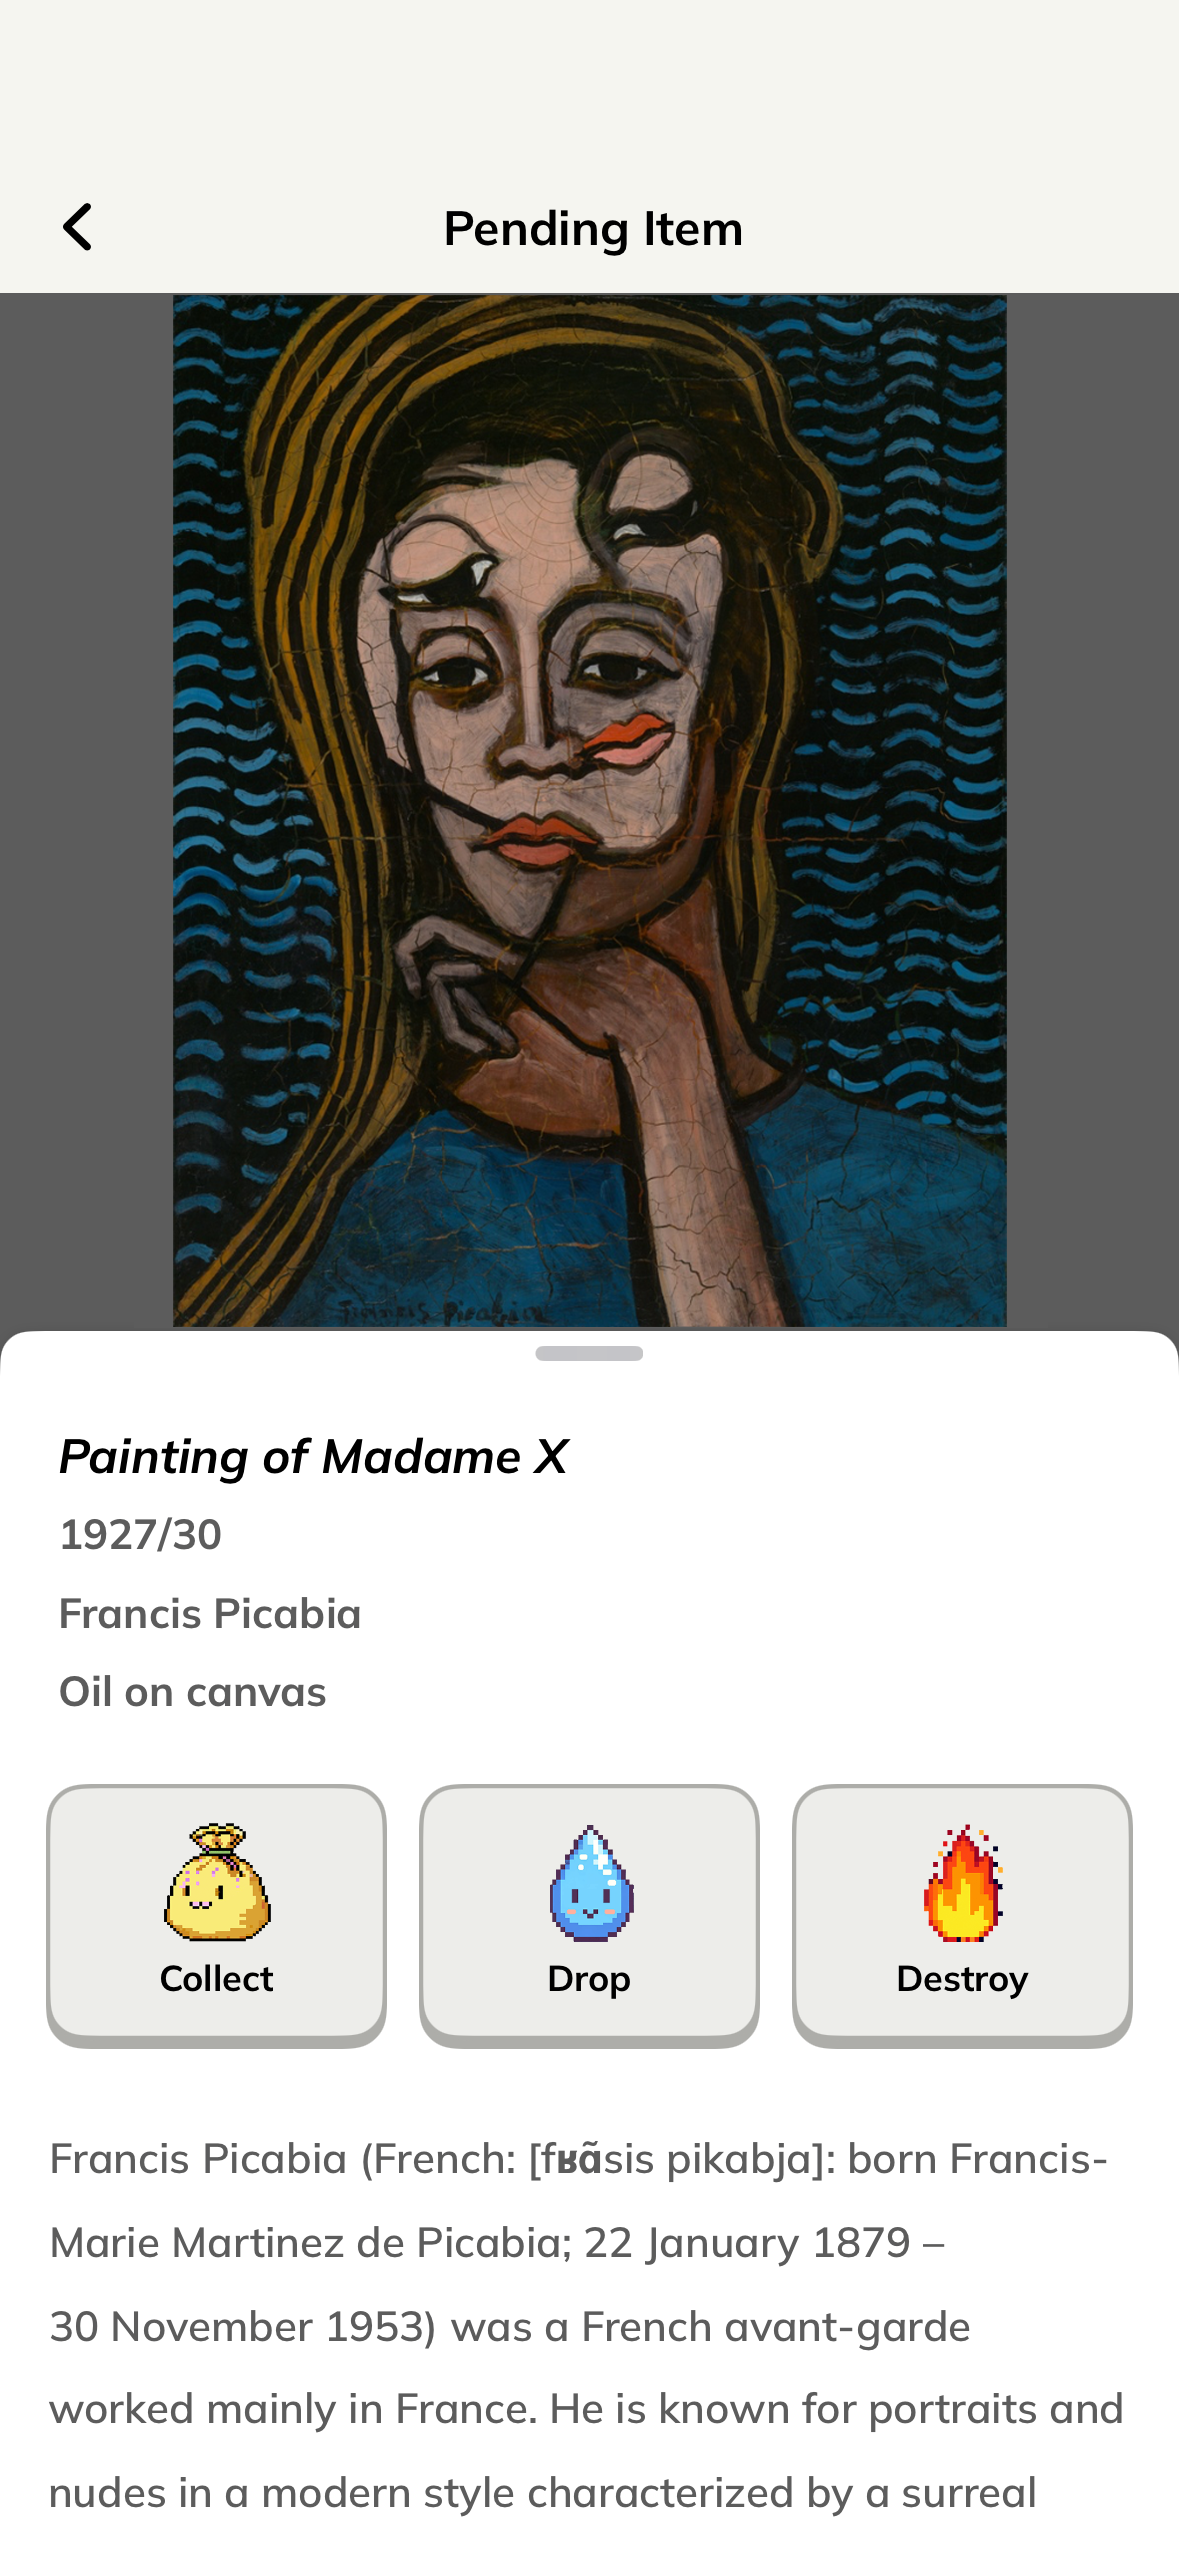 Pending Item
Francis Picabia
Painting of Madame X
1927/30
Francis Picabia
Oil on canvas
Collect
Drop
Destroy
Francis Picabia (French: [fʁɑ̃sis pikabja]: born Francis-
Marie Martinez de Picabia; 22 January 1879 –
30 November 1953) was a French avant-garde
worked mainly in France. He is known for portraits and
nudes in a modern style characterized by a surreal